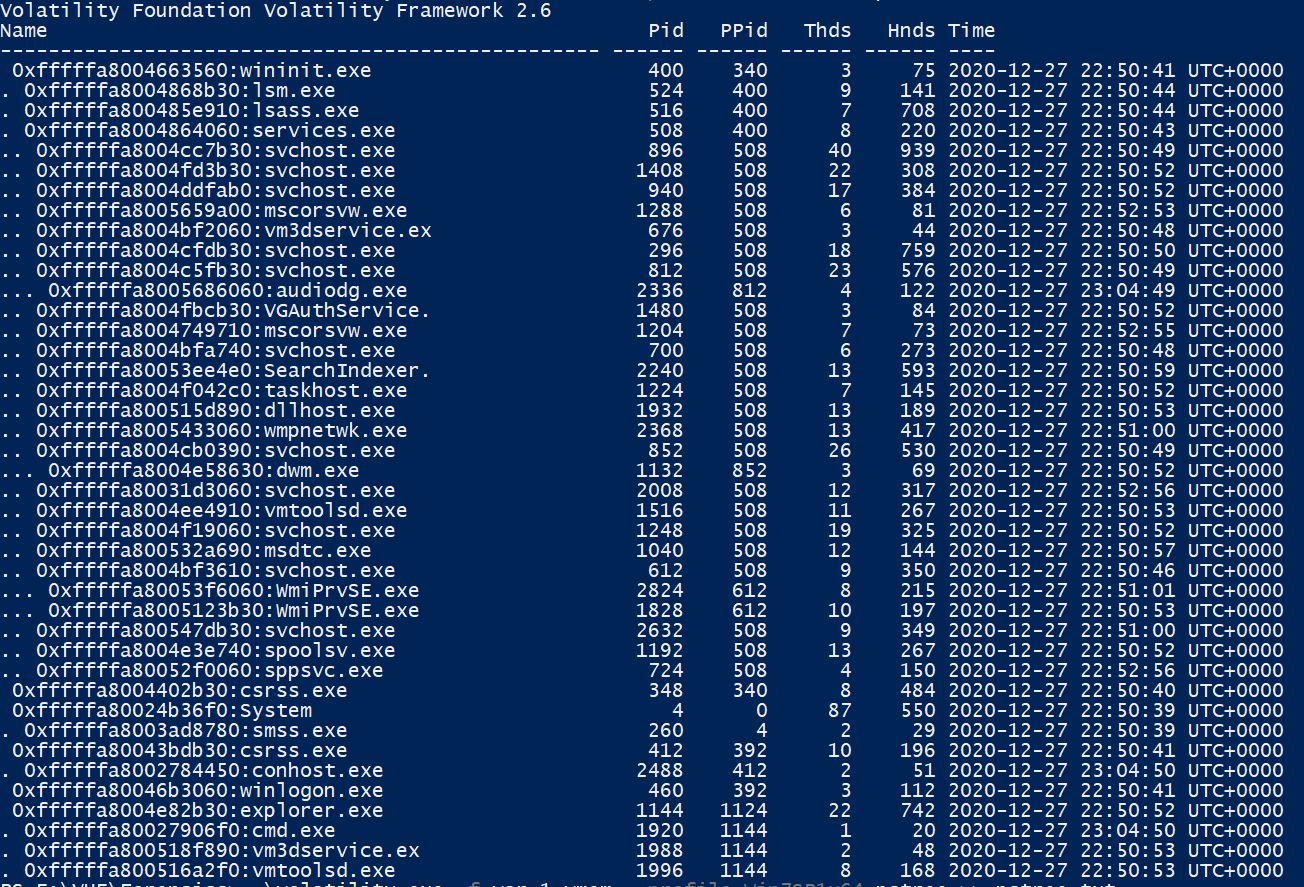 Volatility Foundation Volatility Framework 2.6
Name Pid PPid Thds Hnds Time
-------------------------------------------------- ------ ------ ------ ------ ----
0xfffffa8004663560:wininit.exe 400 340 3 75 2020-12-27 22:50:41 UTC+0000
. 0xfffffa8004868b30:lsm.exe 524 400 9 141 2020-12-27 22:50:44 UTC+0000
. 0xfffffa800485e910:lsass.exe 516 400 7 708 2020-12-27 22:50:44 UTC+0000
. 0xfffffa8004864060:services.exe 508 400 8 220 2020-12-27 22:50:43 UTC+0000
.. 0xfffffa8004cc7b30:svchost.exe 896 508 40 939 2020-12-27 22:50:49 UTC+0000
.. 0xfffffa8004fd3b30:svchost.exe 1408 508 22 308 2020-12-27 22:50:52 UTC+0000
.. 0xfffffa8004ddfab0:svchost.exe 940 508 17 384 2020-12-27 22:50:52 UTC+0000
.. 0xfffffa8005659a00:mscorsvw.exe 1288 508 6 81 2020-12-27 22:52:53 UTC+0000
.. 0xfffffa8004bf2060:vm3dservice.ex 676 508 3 44 2020-12-27 22:50:48 UTC+0000
.. 0xfffffa8004cfdb30:svchost.exe 296 508 18 759 2020-12-27 22:50:50 UTC+0000
.. 0xfffffa8004c5fb30:svchost.exe 812 508 23 576 2020-12-27 22:50:49 UTC+0000
... 0xfffffa8005686060:audiodg.exe 2336 812 4 122 2020-12-27 23:04:49 UTC+0000
.. 0xfffffa8004fbcb30:VGAuthService. 1480 508 3 84 2020-12-27 22:50:52 UTC+0000
.. 0xfffffa8004749710:mscorsvw.exe 1204 508 7 73 2020-12-27 22:52:55 UTC+0000
.. 0xfffffa8004bfa740:svchost.exe 700 508 6 273 2020-12-27 22:50:48 UTC+0000
.. 0xfffffa80053ee4e0:SearchIndexer. 2240 508 13 593 2020-12-27 22:50:59 UTC+0000
.. 0xfffffa8004f042c0:taskhost.exe 1224 508 7 145 2020-12-27 22:50:52 UTC+0000
.. 0xfffffa800515d890:dllhost.exe 1932 508 13 189 2020-12-27 22:50:53 UTC+0000
.. 0xfffffa8005433060:wmpnetwk.exe 2368 508 13 417 2020-12-27 22:51:00 UTC+0000
.. 0xfffffa8004cb0390:svchost.exe 852 508 26 530 2020-12-27 22:50:49 UTC+0000
... 0xfffffa8004e58630:dwm.exe 1132 852 3 69 2020-12-27 22:50:52 UTC+0000
.. 0xfffffa80031d3060:svchost.exe 2008 508 12 317 2020-12-27 22:52:56 UTC+0000
.. 0xfffffa8004ee4910:vmtoolsd.exe 1516 508 11 267 2020-12-27 22:50:53 UTC+0000
.. 0xfffffa8004f19060:svchost.exe 1248 508 19 325 2020-12-27 22:50:52 UTC+0000
.. 0xfffffa800532a690:msdtc.exe 1040 508 12 144 2020-12-27 22:50:57 UTC+0000
.. 0xfffffa8004bf3610:svchost.exe 612 508 9 350 2020-12-27 22:50:46 UTC+0000
... 0xfffffa80053f6060:WmiPrvSE.exe 2824 612 8 215 2020-12-27 22:51:01 UTC+0000
... 0xfffffa8005123b30:WmiPrvSE.exe 1828 612 10 197 2020-12-27 22:50:53 UTC+0000
.. 0xfffffa800547db30:svchost.exe 2632 508 9 349 2020-12-27 22:51:00 UTC+0000
.. 0xfffffa8004e3e740:spoolsv.exe 1192 508 13 267 2020-12-27 22:50:52 UTC+0000
.. 0xfffffa80052f0060:sppsvc.exe 724 508 4 150 2020-12-27 22:52:56 UTC+0000
0xfffffa8004402b30:csrss.exe 348 340 8 484 2020-12-27 22:50:40 UTC+0000
0xfffffa80024b36f0:System 4 0 87 550 2020-12-27 22:50:39 UTC+0000
. 0xfffffa8003ad8780:smss.exe 260 4 2 29 2020-12-27 22:50:39 UTC+0000
0xfffffa80043bdb30:csrss.exe 412 392 10 196 2020-12-27 22:50:41 UTC+0000
. 0xfffffa8002784450:conhost.exe 2488 412 2 51 2020-12-27 23:04:50 UTC+0000
0xfffffa80046b3060:winlogon.exe 460 392 3 112 2020-12-27 22:50:41 UTC+0000
0xfffffa8004e82b30:explorer.exe 1144 1124 22 742 2020-12-27 22:50:52 UTC+0000
. 0xfffffa80027906f0:cmd.exe 1920 1144 1 20 2020-12-27 23:04:50 UTC+0000
. 0xfffffa800518f890:vm3dservice.ex 1988 1144 2 48 2020-12-27 22:50:53 UTC+0000
. 0xfffffa800516a2f0:vmtoolsd.exe 1996 1144 8 168 2020-12-27 22:50:53 UTC+0000